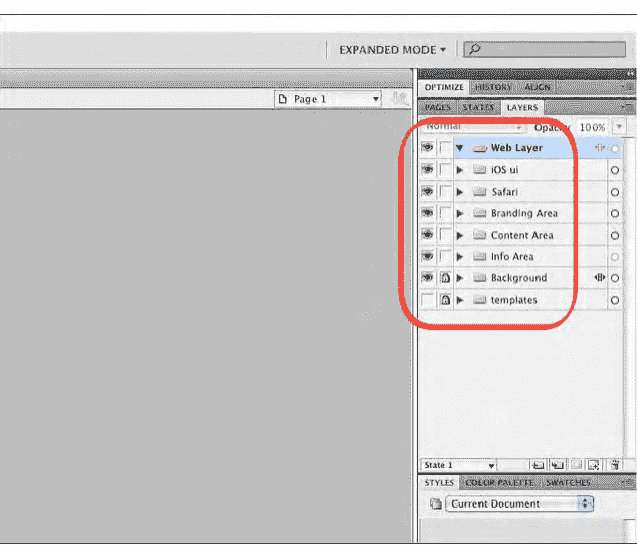 EXPANDED MODE
Page 1
OPTIMIZE HISTORY ALIGN
PAGES STATES LAYERS
Normal Opacity 100%
Web Layer
iOS ui
Safari
Branding Area
Content Area
Info Area
Background
templates
State 1
STYLES COLOR PALETTE SWATCHES
Current Document